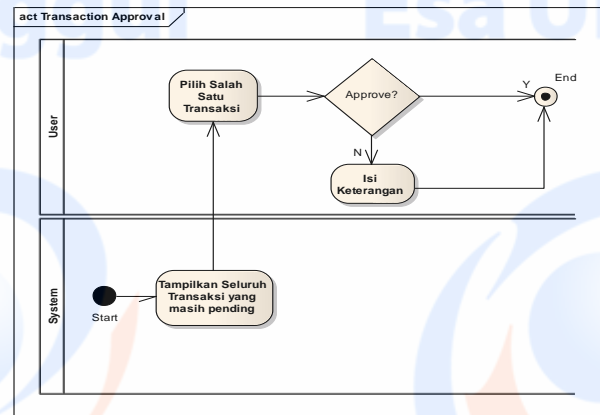 act Transaction Approval
User
Pilih Salah
Satu
Transaksi
Approve?
Y
End
N
Isi
Keterangan
System
Start
Tampilkan Seluruh
Transaksi yang
masih pending